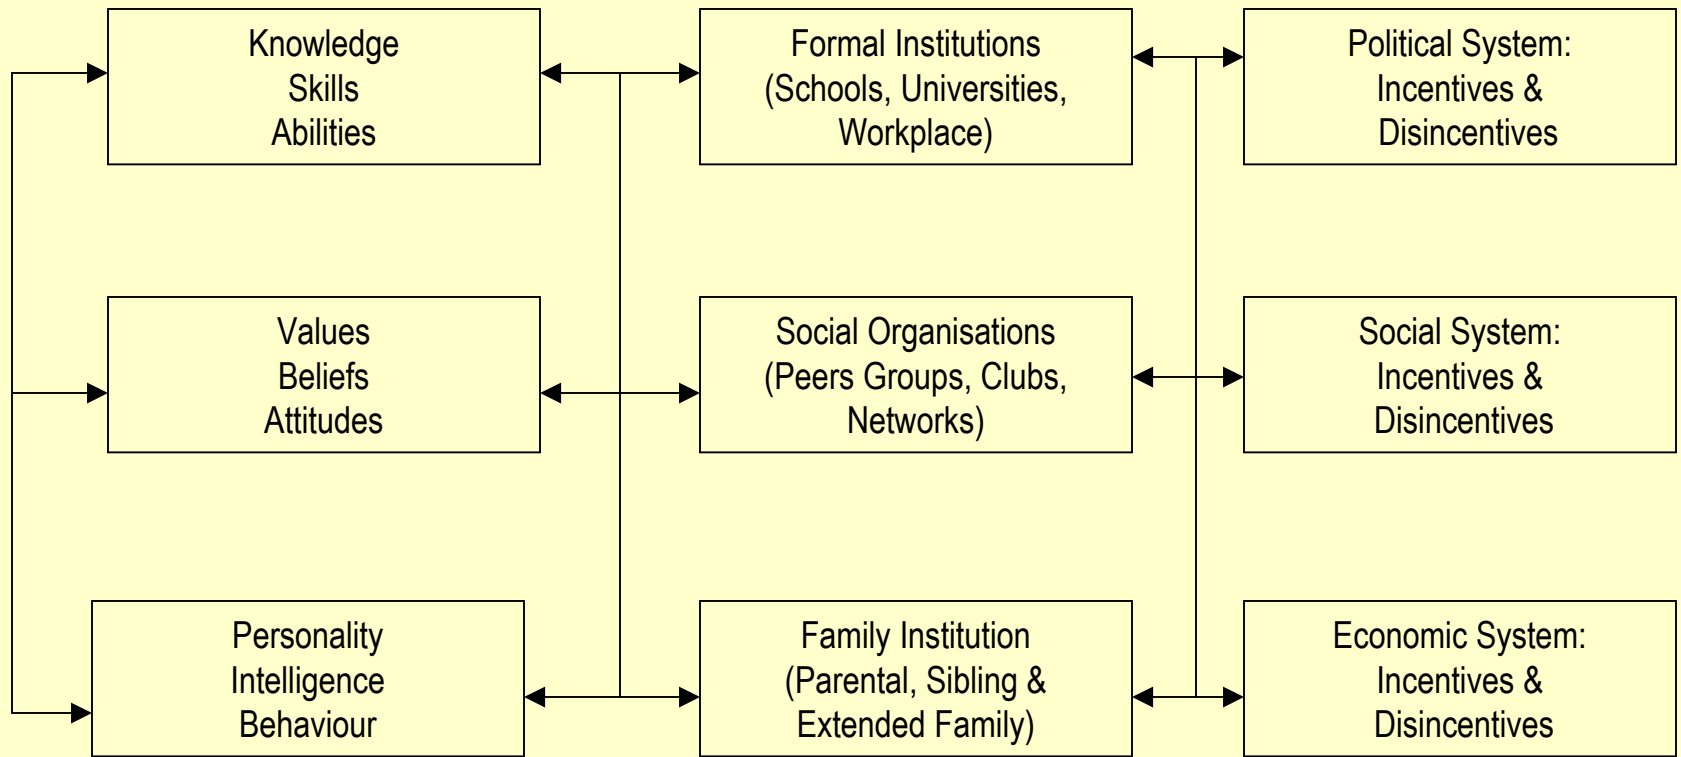 Knowledge
Skills
Abilities
Formal Institutions
(Schools, Universities,
Workplace)
Political System:
Incentives &
Disincentives
Values
Beliefs
Attitudes
Social Organisations
(Peers Groups, Clubs,
Networks)
Social System:
Incentives &
Disincentives
Personality
Intelligence
Behaviour
Family Institution
(Parental, Sibling &
Extended Family)
Economic System:
Incentives &
Disincentives